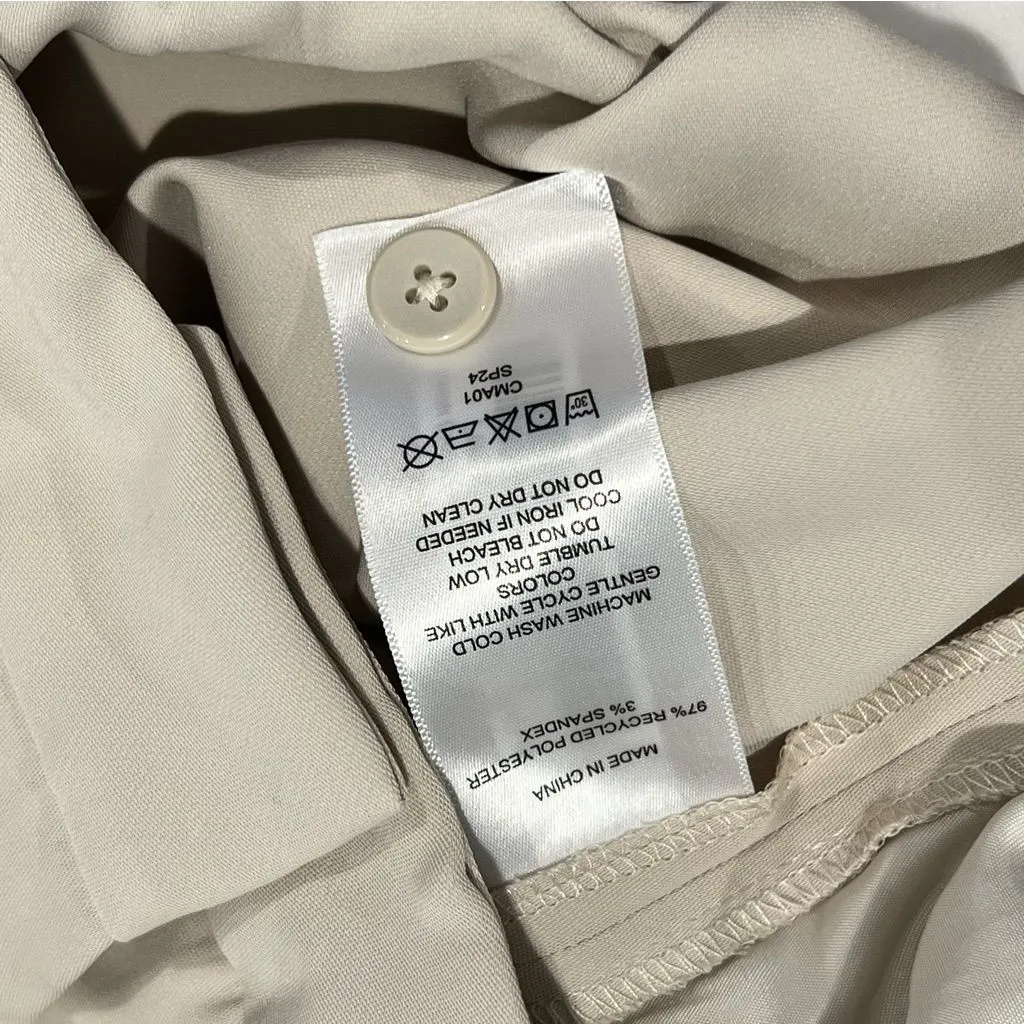 MADE IN CHINA
97% RECYCLED POLYESTER
3% SPANDEX
MACHINE WASH COLD
GENTLE CYCLE WITH LIKE
COLORS
TUMBLE DRY LOW
DO NOT BLEACH
COOL IRON IF NEEDED
DO NOT DRY CLEAN
30°
CMA01
SP24